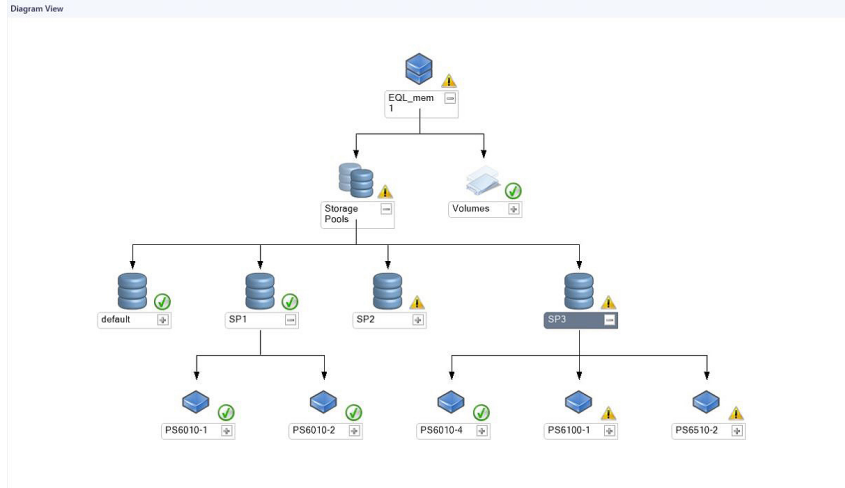 Diagram View
EQL_mem
1
Storage
Pools
Volumes
default
SP1
SP2
SP3
PS6010-1
PS6010-2
PS6010-4
PS6100-1
PS6510-2